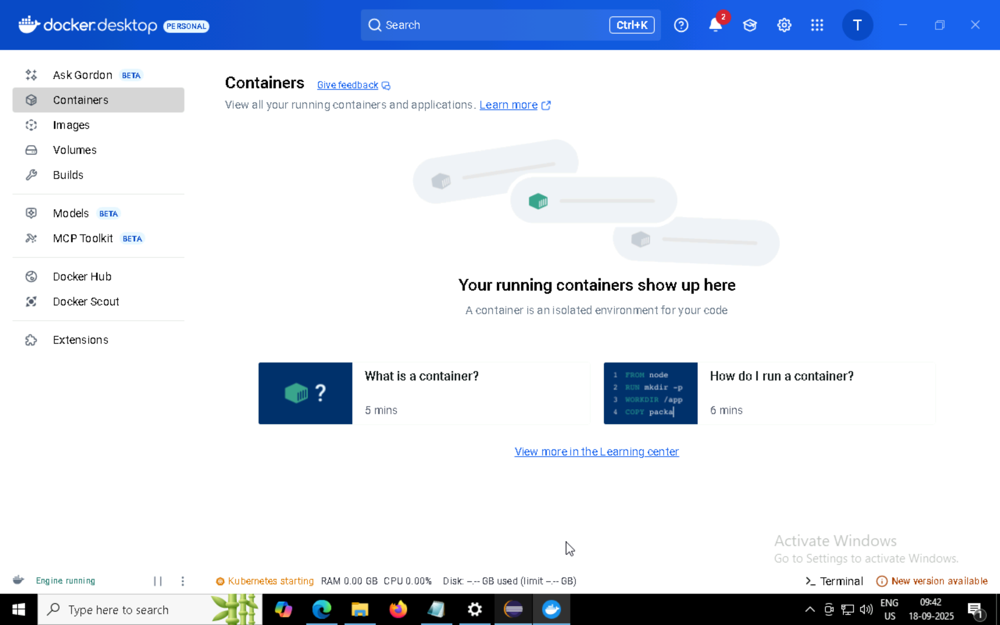 docker.desktop PERSONAL
Search
Ctrl+K
2
T
Ask Gordon BETA
Containers
Images
Volumes
Builds
Models BETA
MCP Toolkit BETA
Docker Hub
Docker Scout
Extensions
Containers Give feedback
View all your running containers and applications. Learn more
Your running containers show up here
A container is an isolated environment for your code
?
What is a container?
5 mins
1 FROM node
2 RUN mkdir -p
3 WORKDIR /app
4 COPY packa
How do I run a container?
6 mins
View more in the Learning center
Activate Windows
Go to Settings to activate Windows.
Engine running
Kubernetes starting RAM 0.00 GB CPU 0.00% Disk: -.-- GB used (limit -.-- GB)
>_ Terminal
New version available
Type here to search
ENG
US
09:42
18-09-2025
1